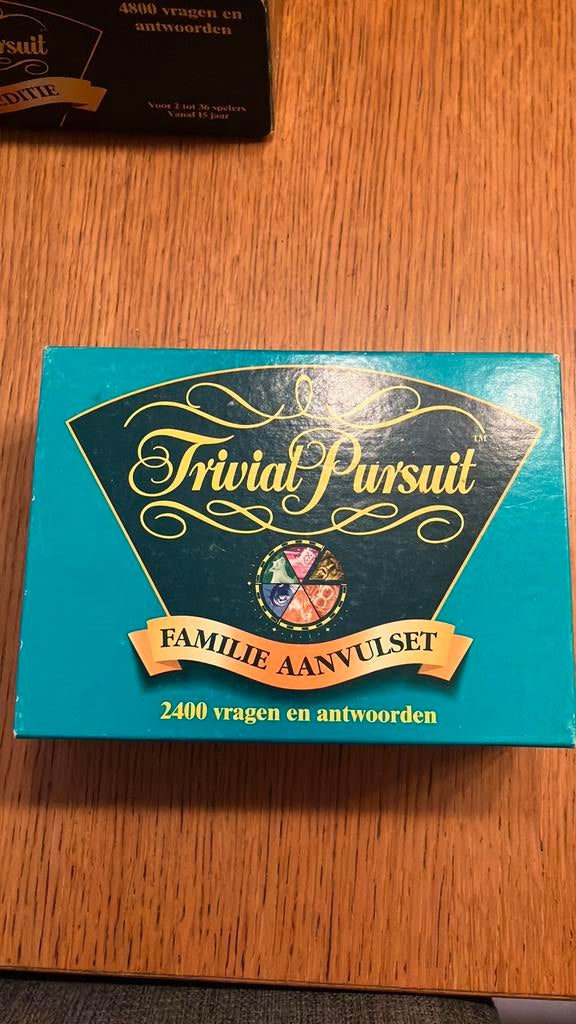 4800 vragen en
antwoorden
rsuit
EDITIE
Voor 2 tot 36 spelers
Vanaf 15 jaar
Trivial Pursuit
TM
FAMILIE AANVULSET
2400 vragen en antwoorden